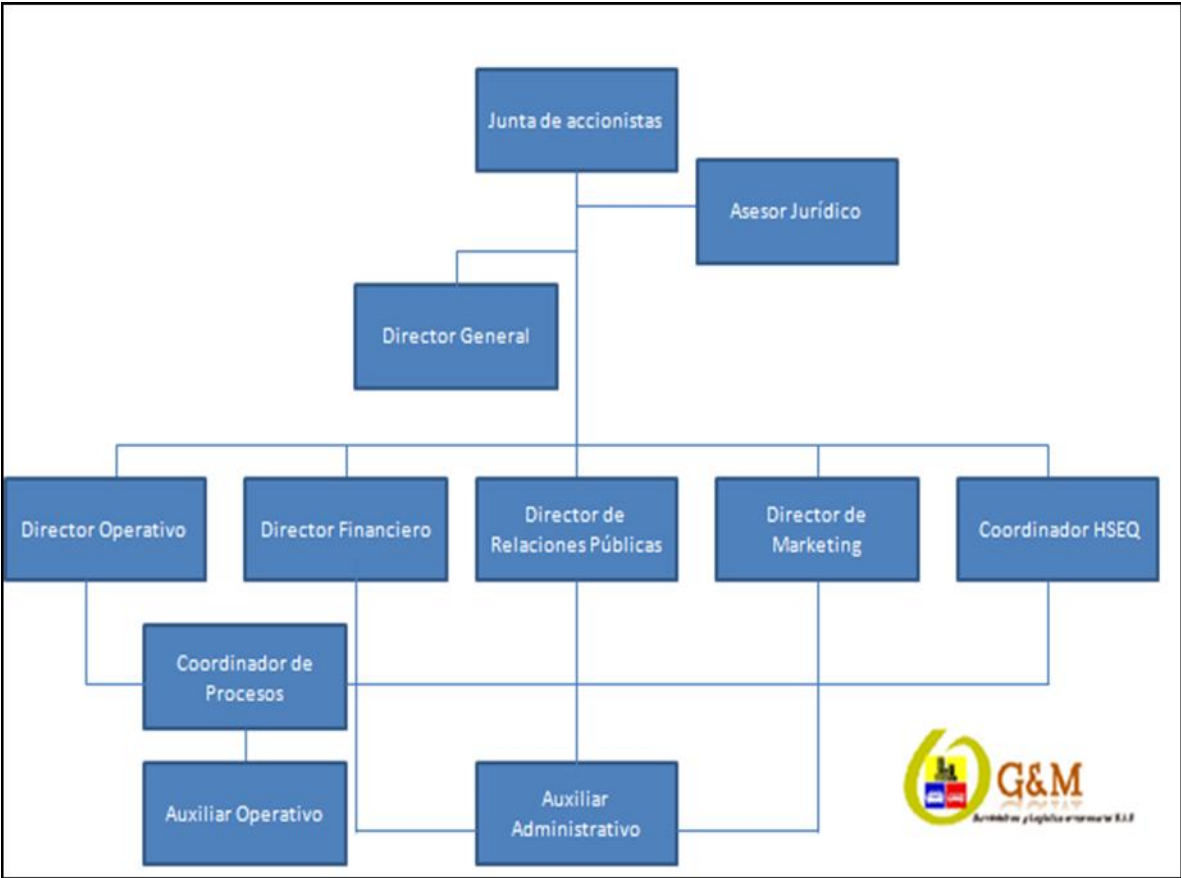 Junta de accionistas
Asesor Jurídico
Director General
Director Operativo
Director Financiero
Director de
Relaciones Públicas
Director de
Marketing
Coordinador HSEQ
Coordinador de
Procesos
Auxiliar Operativo
Auxiliar
Administrativo
G&M
y Logística